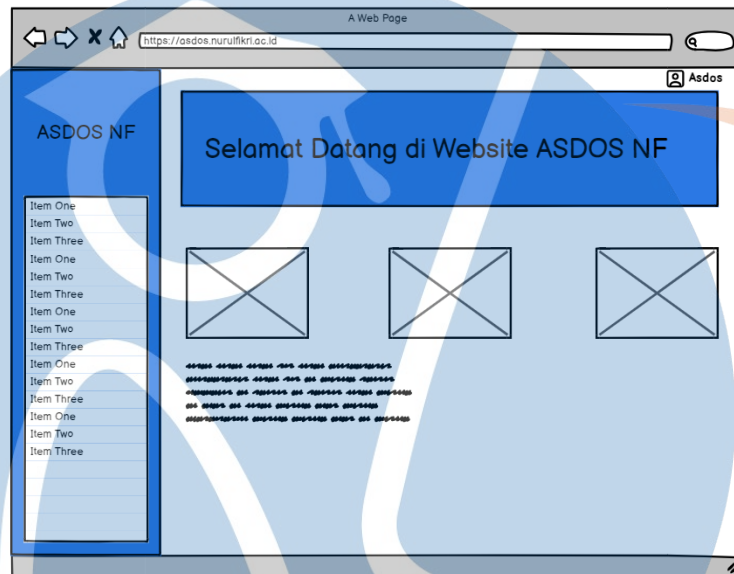 A Web Page
https://asdos.nurulfikri.ac.id
Asdos
ASDOS NF
Selamat Datang di Website ASDOS NF
Item One
Item Two
Item Three
Item One
Item Two
Item Three
Item One
Item Two
Item Three
Item One
Item Two
Item Three
Item One
Item Two
Item Three